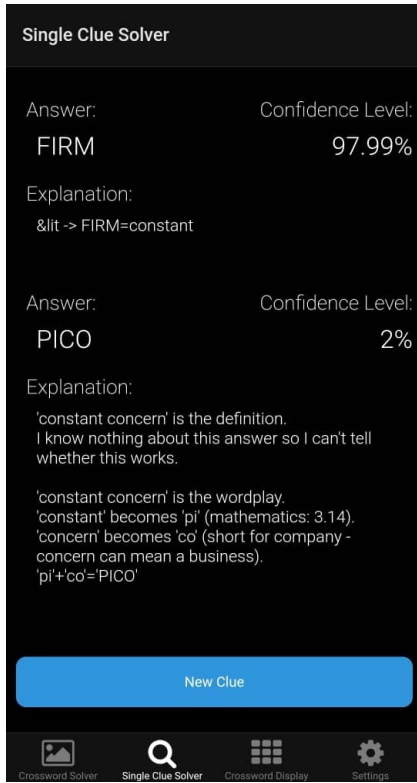 Single Clue Solver
Answer: Confidence Level:
FIRM 97.99%
Explanation:
&lit -> FIRM=constant
Answer: Confidence Level:
PICO 2%
Explanation:
'constant concern' is the definition.
I know nothing about this answer so I can't tell
whether this works.
'constant concern' is the wordplay.
'constant' becomes 'pi' (mathematics: 3.14).
'concern' becomes 'co' (short for company -
concern can mean a business).
'pi'+'co'='PICO'
New Clue
Crossword Solver Single Clue Solver Crossword Display Settings